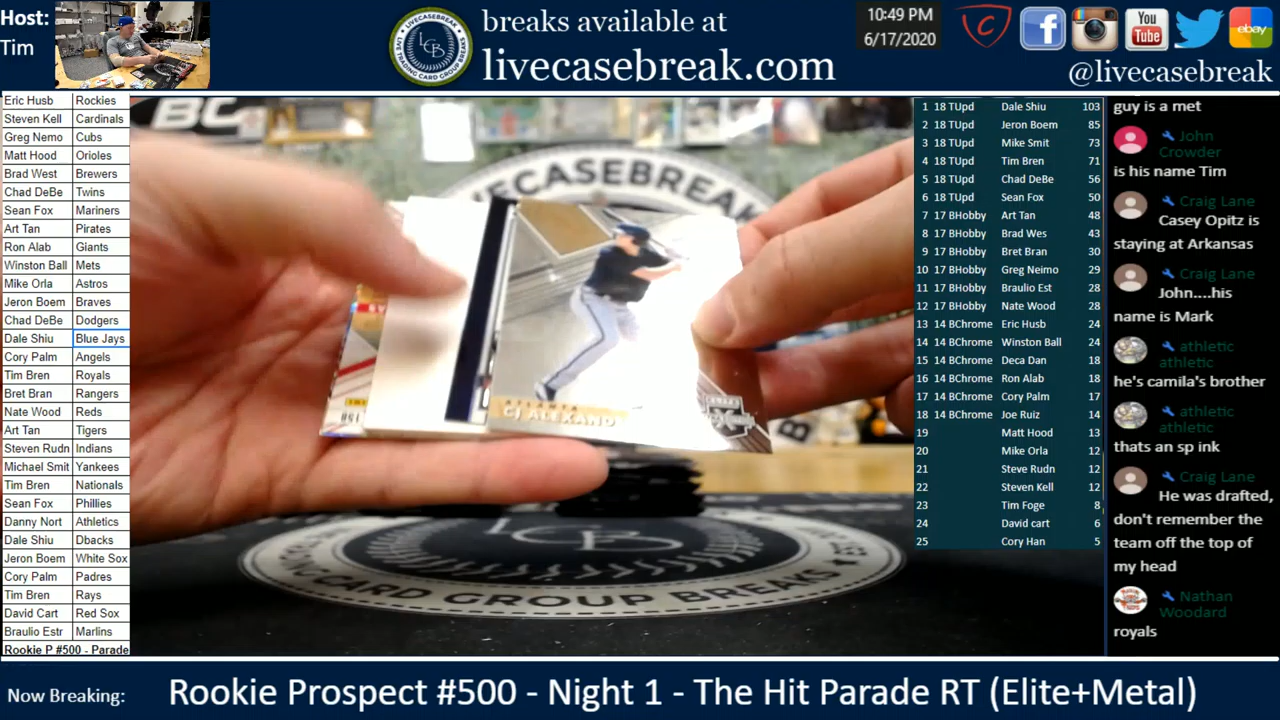 Host:
Tim
LCB
breaks available at
livecasebreak.com
10:49 PM
6/17/2020
You
Tube
ebay
@livecasebreak
Eric Husb Rockies
Steven Kell Cardinals
Greg Nemo Cubs
Matt Hood Orioles
Brad West Brewers
Chad DeBe Twins
Sean Fox Mariners
Art Tan Pirates
Ron Alab Giants
Winston Ball Mets
Mike Orla Astros
Jeron Boem Braves
Chad DeBe Dodgers
Dale Shiu Blue Jays
Cory Palm Angels
Tim Bren Royals
Bret Bran Rangers
Nate Wood Reds
Art Tan Tigers
Steven Rudn Indians
Michael Smit Yankees
Tim Bren Nationals
Sean Fox Phillies
Danny Nort Athletics
Dale Shiu Dbacks
Jeron Boem White Sox
Cory Palm Padres
Tim Bren Rays
David Cart Red Sox
Braulio Estr Marlins
Rookie P #500 - Parade
LIVECASEBREAK
CJ ALEXAND
ELITE
LCB
CARD GROUP BREAKS
1 18 TUpd Dale Shiu 103
2 18 TUpd Jeron Boem 85
3 18 TUpd Mike Smit 73
4 18 TUpd Tim Bren 71
5 18 TUpd Chad DeBe 56
6 18 TUpd Sean Fox 50
7 17 BHobby Art Tan 48
8 17 BHobby Brad Wes 43
9 17 BHobby Bret Bran 30
10 17 BHobby Greg Neimo 29
11 17 BHobby Braulio Est 28
12 17 BHobby Nate Wood 28
13 14 BChrome Eric Husb 24
14 14 BChrome Winston Ball 24
15 14 BChrome Deca Dan 18
16 14 BChrome Ron Alab 18
17 14 BChrome Cory Palm 17
18 14 BChrome Joe Ruiz 14
19 Matt Hood 13
20 Mike Orla 12
21 Steve Rudn 12
22 Steven Kell 12
23 Tim Foge 8
24 David cart 6
25 Cory Han 5
guy is a met
John
Crowder
is his name Tim
Craig Lane
Casey Opitz is
staying at Arkansas
Craig Lane
John....his
name is Mark
athletic
athletic
he's camila's brother
athletic
athletic
thats an sp ink
Craig Lane
He was drafted,
don't remember the
team off the top of
my head
Nathan
Woodard
royals
Now Breaking:
Rookie Prospect #500 - Night 1 - The Hit Parade RT (Elite+Metal)